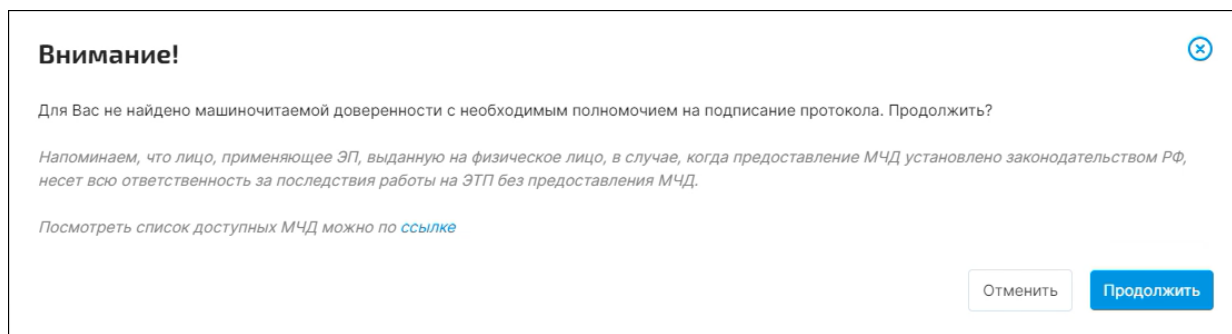 Внимание!
Для Вас не найдено машиночитаемой доверенности с необходимым полномочием на подписание протокола. Продолжить?
Напоминаем, что лицо, применяющее ЭП, выданную на физическое лицо, в случае, когда предоставление МЧД установлено законодательством РФ,
несет всю ответственность за последствия работы на ЭТП без предоставления МЧД.
Посмотреть список доступных МЧД можно по ссылке
Отменить
Продолжить